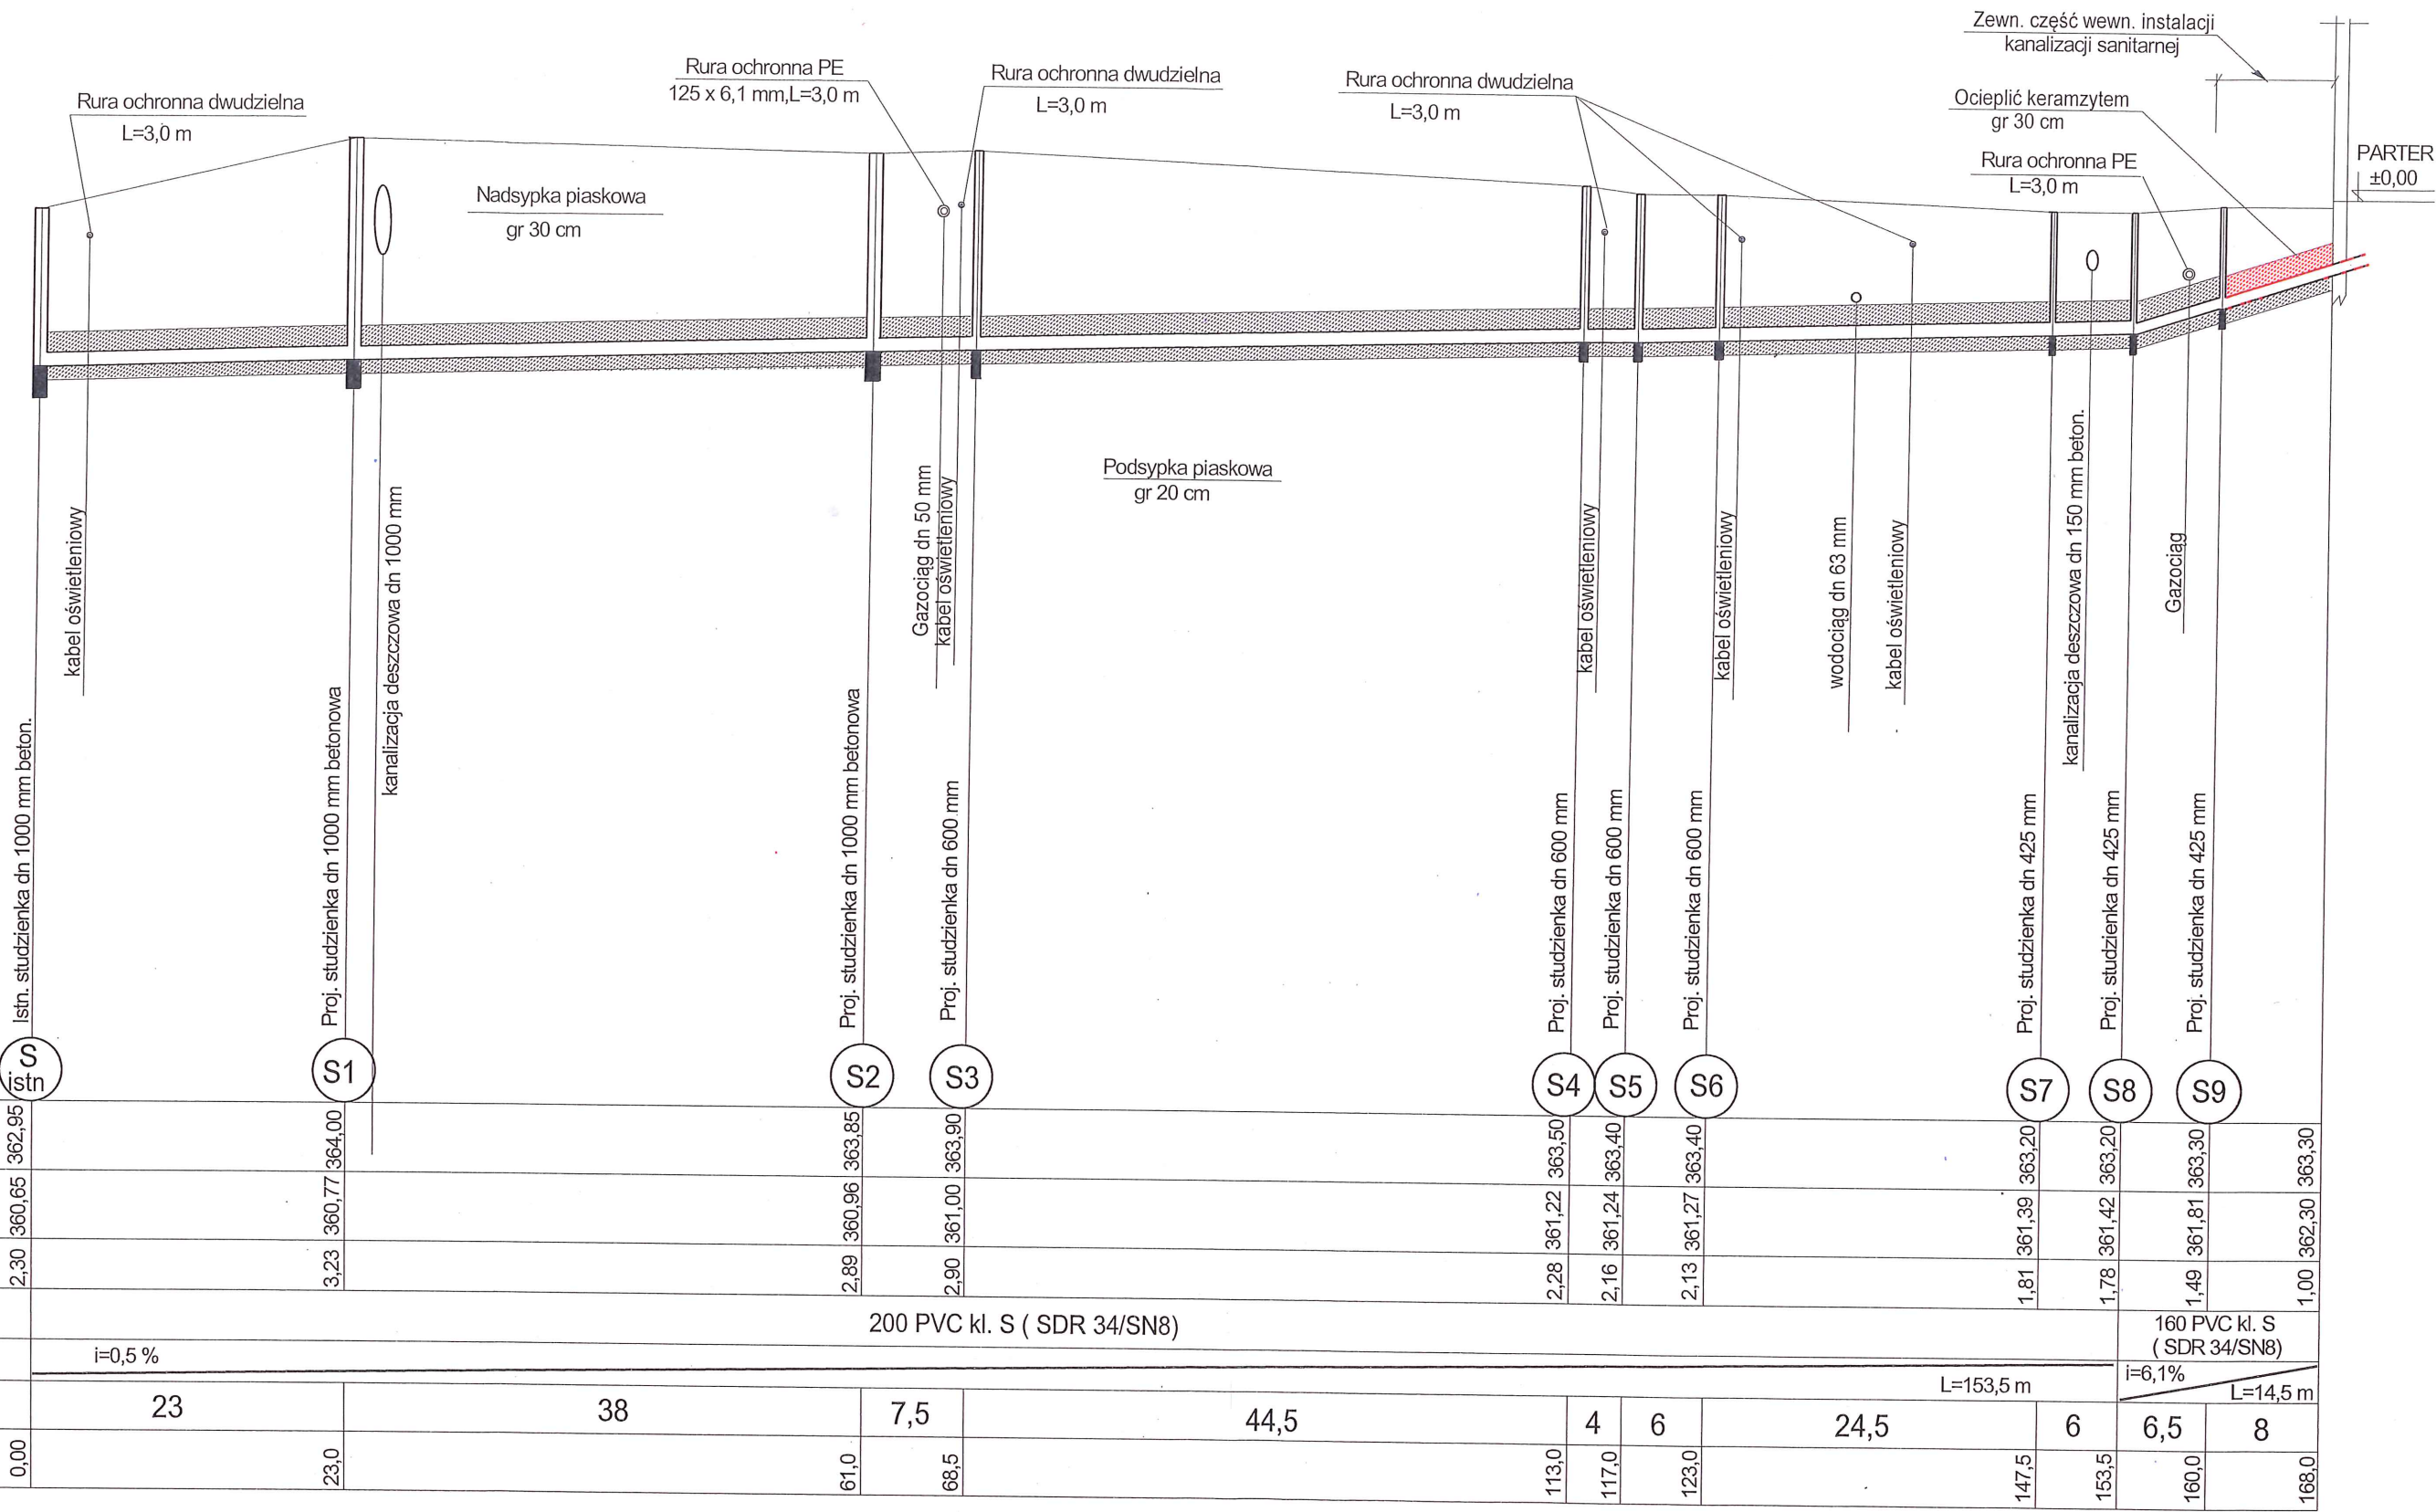 Zewn. część wewn. instalacji
kanalizacji sanitarnej
Rura ochronna dwudzielna
L=3,0 m
Rura ochronna PE
125 x 6,1 mm,L=3,0 m
Rura ochronna dwudzielna
L=3,0 m
Rura ochronna dwudzielna
L=3,0 m
Ocieplić keramzytem
gr 30 cm
Rura ochronna PE
L=3,0 m
PARTER
±0,00
Nadsypka piaskowa
gr 30 cm
Podsypka piaskowa
gr 20 cm
Istn. studzienka dn 1000 mm beton.
kabel oświetleniowy
Proj. studzienka dn 1000 mm betonowa
kanalizacja deszczowa dn 1000 mm
Proj. studzienka dn 1000 mm betonowa
Gazociąg dn 50 mm
kabel oświetleniowy
Proj. studzienka dn 600 mm
Proj. studzienka dn 600 mm
kabel oświetleniowy
Proj. studzienka dn 600 mm
Proj. studzienka dn 600 mm
kabel oświetleniowy
wodociąg dn 63 mm
kabel oświetleniowy
Proj. studzienka dn 425 mm
kanalizacja deszczowa dn 150 mm beton.
Proj. studzienka dn 425 mm
Gazociąg
Proj. studzienka dn 425 mm
S
istn
S1
S2
S3
S4
S5
S6
S7
S8
S9
362,95
364,00
363,85
363,90
363,50
363,40
363,40
363,20
363,20
363,30
363,30
360,65
360,77
360,96
361,00
361,22
361,24
361,27
361,39
361,42
361,81
362,30
2,30
3,23
2,89
2,90
2,28
2,16
2,13
1,81
1,78
1,49
1,00
200 PVC kl. S ( SDR 34/SN8)
160 PVC kl. S
( SDR 34/SN8)
i=0,5 %
L=153,5 m
i=6,1%
L=14,5 m
23
38
7,5
44,5
4
6
24,5
6
6,5
8
0,00
23,0
61,0
68,5
113,0
117,0
123,0
147,5
153,5
160,0
168,0